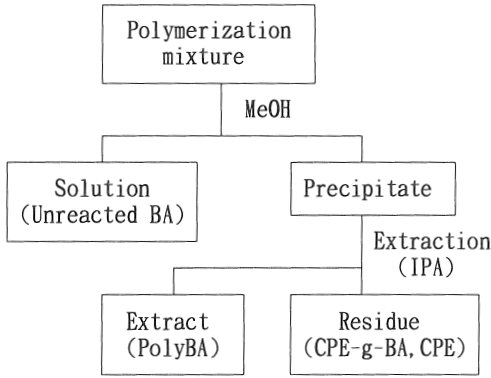 Polymerization
mixture
MeOH
Solution
(Unreacted BA)
Precipitate
Extraction
(IPA)
Extract
(PolyBA)
Residue
(CPE-g-BA, CPE)